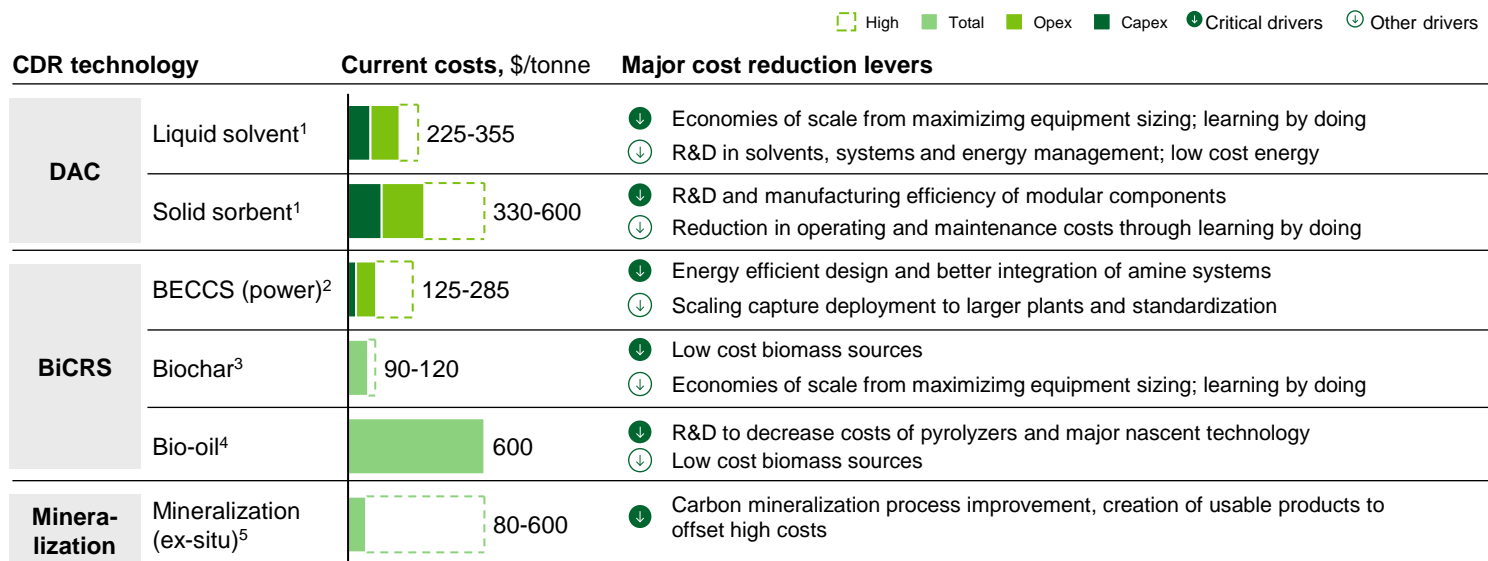 High Total Opex Capex Critical drivers Other drivers
CDR technology Current costs, $/tonne Major cost reduction levers
DAC
Liquid solvent1 225-355
Economies of scale from maximizimg equipment sizing; learning by doing
R&D in solvents, systems and energy management; low cost energy
Solid sorbent1 330-600
R&D and manufacturing efficiency of modular components
Reduction in operating and maintenance costs through learning by doing
BiCRS
BECCS (power)2 125-285
Energy efficient design and better integration of amine systems
Scaling capture deployment to larger plants and standardization
Biochar3 90-120
Low cost biomass sources
Economies of scale from maximizimg equipment sizing; learning by doing
Bio-oil4 600
R&D to decrease costs of pyrolyzers and major nascent technology
Low cost biomass sources
Minera-
lization
Mineralization
(ex-situ)5
80-600
Carbon mineralization process improvement, creation of usable products to
offset high costs